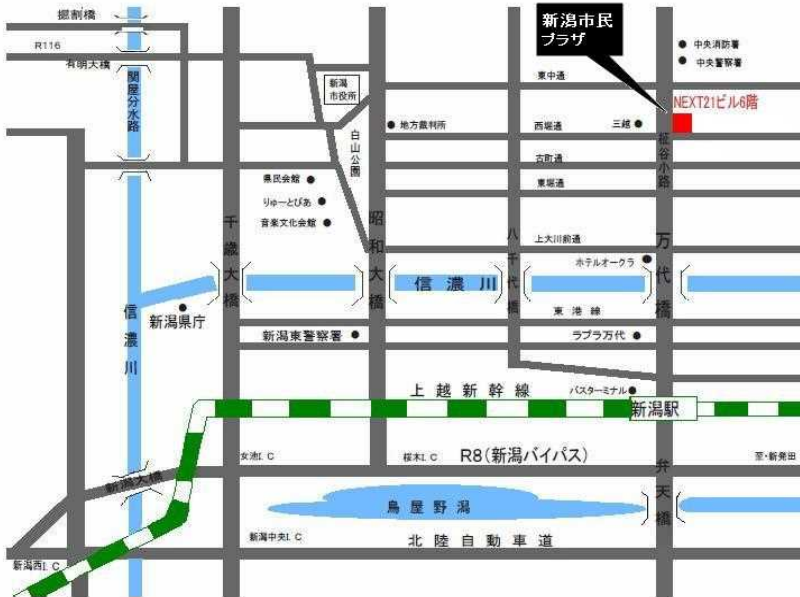 掘割橋
R116
有明大橋
関屋分水路
新潟市民
プラザ
中央消防署
中央警察署
東中通
新潟
市役所
NEXT21ビル6階
地方裁判所
西堀通
三越
白山公園
柾谷小路
古町通
県民会館
東堀通
りゅーとぴあ
音楽文化会館
千歳大橋
昭和大橋
八千代橋
上大川前通
万代橋
ホテルオークラ
信濃川
信濃川
新潟県庁
東港線
新潟東警察署
ラブラ万代
上越新幹線
バスターミナル
新潟駅
女池I.C
桜木I.C
R8(新潟バイパス)
弁天橋
至・新発田
新潟大橋
鳥屋野潟
新潟中央I.C
北陸自動車道
新潟西I.C